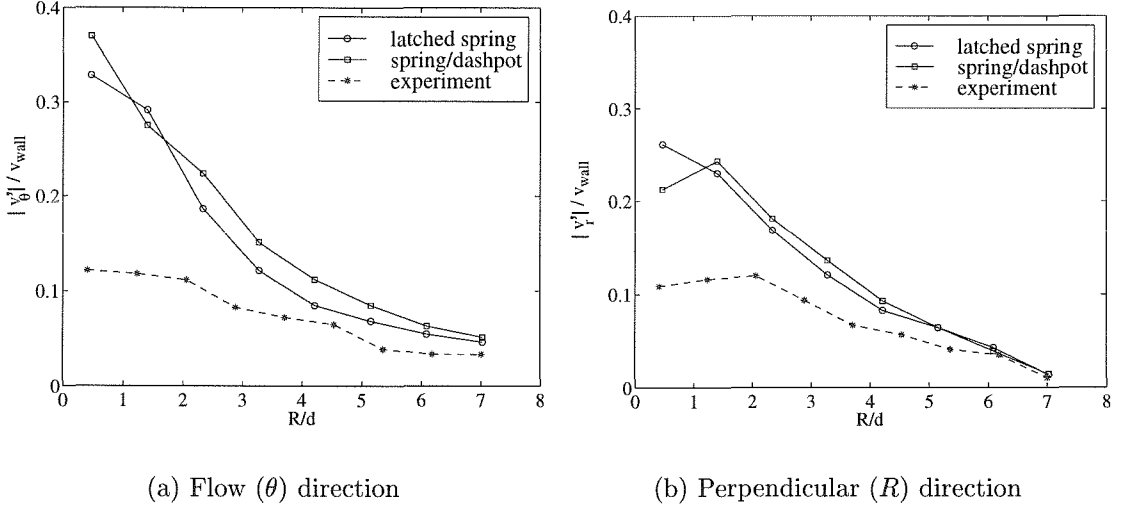 0.4
0.3
0.2
0.1
0
|v'θ| / vwall
latched spring
spring/dashpot
experiment
0 1 2 3 4 5 6 7 8
R/d
(a) Flow (θ) direction
0.4
0.3
0.2
0.1
0
|v'r| / vwall
latched spring
spring/dashpot
experiment
0 1 2 3 4 5 6 7 8
R/d
(b) Perpendicular (R) direction